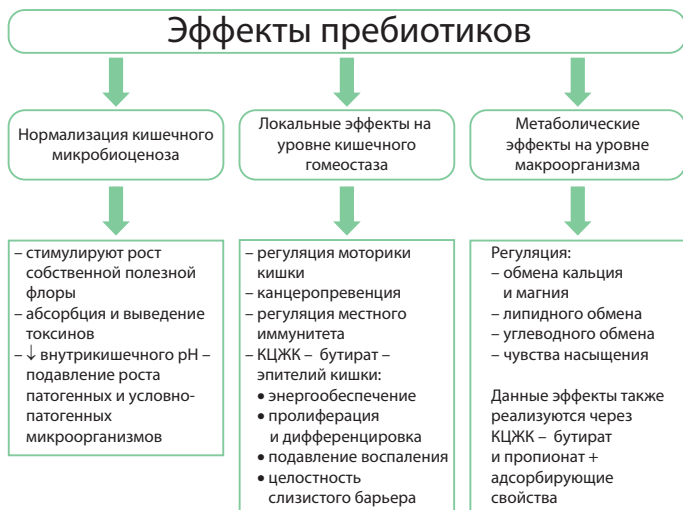 Эффекты пребиотиков
Нормализация кишечного
микробиоценоза
Локальные эффекты на
уровне кишечного
гомеостаза
Метаболические
эффекты на уровне
макроорганизма
– стимулируют рост
собственной полезной
флоры
– абсорбция и выведение
токсинов
– ↓ внутрикишечного pH –
подавление роста
патогенных и условно-
патогенных
микроорганизмов
– регуляция моторики
кишки
– канцеропревенция
– регуляция местного
иммунитета
– КЦЖК – бутират –
эпителий кишки:
• энергообеспечение
• пролиферация
и дифференцировка
• подавление воспаления
• целостность
слизистого барьера
Регуляция:
– обмена кальция
и магния
– липидного обмена
– углеводного обмена
– чувства насыщения
Данные эффекты также
реализуются через
КЦЖК – бутират
и пропионат +
адсорбирующие
свойства